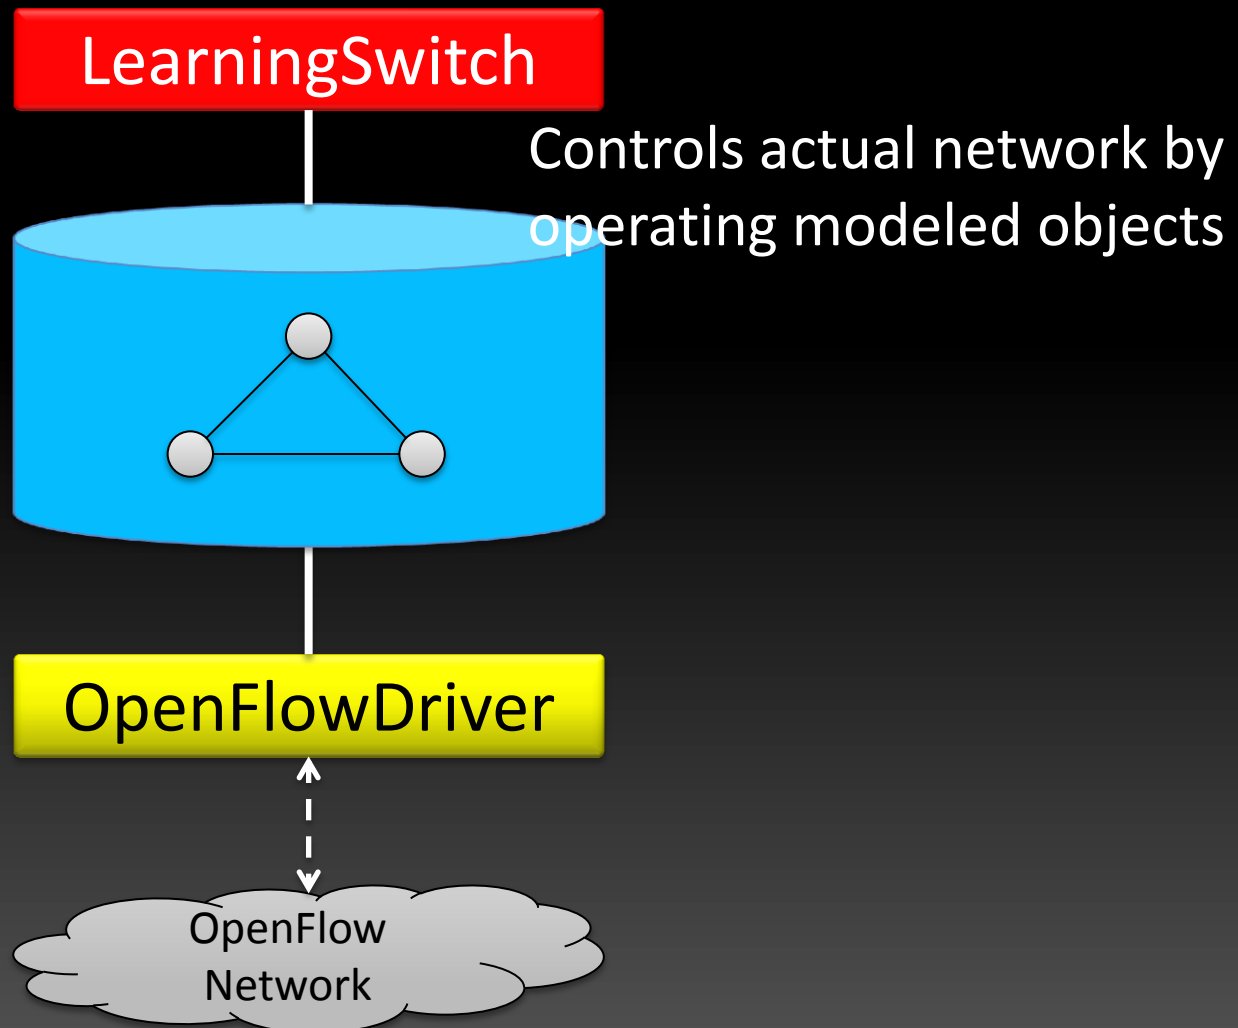 LearningSwitch
Controls actual network by
operating modeled objects
OpenFlowDriver
OpenFlow
Network